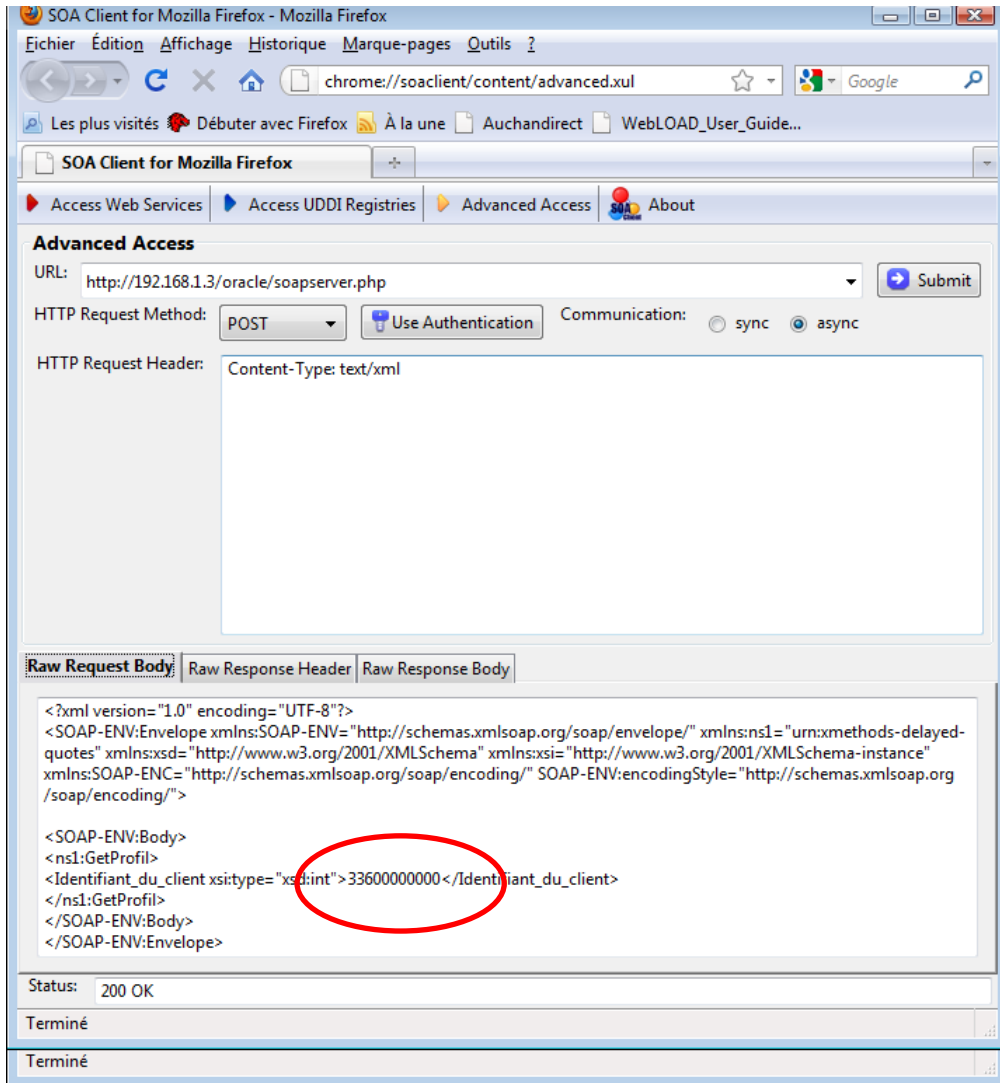 SOA Client for Mozilla Firefox - Mozilla Firefox
Fichier Édition Affichage Historique Marque-pages Outils ?
chrome://soaclient/content/advanced.xul Google
Les plus visités Débuter avec Firefox À la une Auchandirect WebLOAD_User_Guide...
SOA Client for Mozilla Firefox
Access Web Services Access UDDI Registries Advanced Access SOA Client About
Advanced Access
URL: http://192.168.1.3/oracle/soapserver.php Submit
HTTP Request Method: POST Use Authentication Communication: sync async
HTTP Request Header: Content-Type: text/xml
Raw Request Body Raw Response Header Raw Response Body
<?xml version="1.0" encoding="UTF-8"?>
<SOAP-ENV:Envelope xmlns:SOAP-ENV="http://schemas.xmlsoap.org/soap/envelope/" xmlns:ns1="urn:xmethods-delayed-
quotes" xmlns:xsd="http://www.w3.org/2001/XMLSchema" xmlns:xsi="http://www.w3.org/2001/XMLSchema-instance"
xmlns:SOAP-ENC="http://schemas.xmlsoap.org/soap/encoding/" SOAP-ENV:encodingStyle="http://schemas.xmlsoap.org
/soap/encoding/">
<SOAP-ENV:Body>
<ns1:GetProfil>
<Identifiant_du_client xsi:type="xsd:int">33600000000</Identifiant_du_client>
</ns1:GetProfil>
</SOAP-ENV:Body>
</SOAP-ENV:Envelope>
Status: 200 OK
Terminé
Terminé